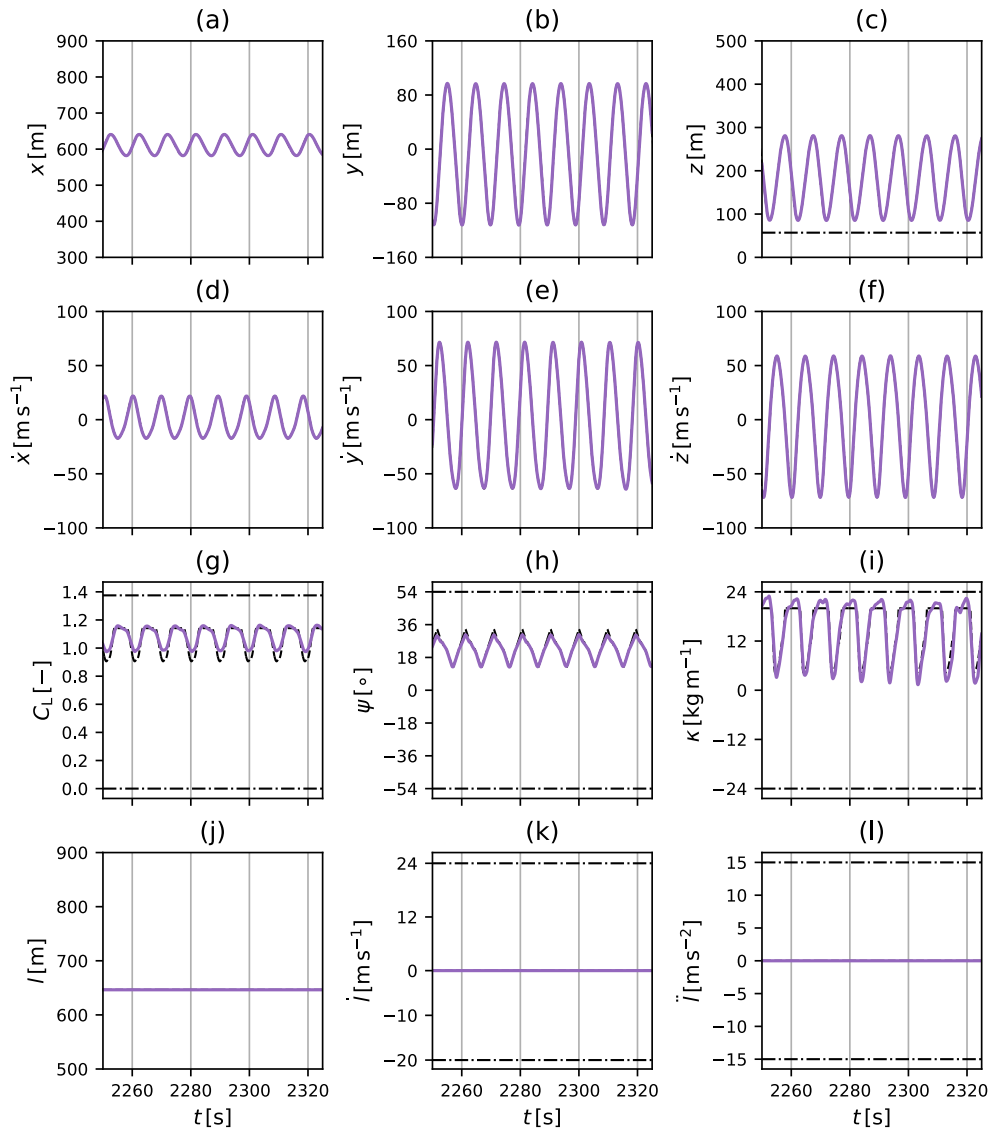 (a) (b) (c)
900 160 500
800 80 400
700 0 300
600 −80 200
500 −160 100
400 0
300
x [m] y [m] z [m]
(d) (e) (f)
100 100 100
50 50 50
0 0 0
−50 −50 −50
−100 −100 −100
ẋ [m s⁻¹] ẏ [m s⁻¹] ż [m s⁻¹]
(g) (h) (i)
1.4 54 24
1.2 36 12
1.0 18 0
0.8 0 −12
0.6 −18 −24
0.4 −36
0.2 −54
0.0
C_L [−] ψ [∘] κ [kg m⁻¹]
(j) (k) (l)
900 24 15
800 12 10
700 0 5
600 −10 0
500 −20 −5
−10
−15
l [m] l̇ [m s⁻¹] l̈ [m s⁻²]
2260 2280 2300 2320 2260 2280 2300 2320 2260 2280 2300 2320
t [s] t [s] t [s]